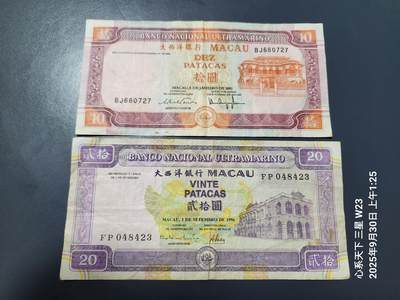 10
BANCO NACIONAL ULTRAMARINO
10
大西洋銀行 MACAU
DEZ
PATACAS
拾圓
BJ660727
BJ660727
10
貳拾
BANCO NACIONAL ULTRAMARINO
20
大西洋銀行 MACAU
VINTE
PATACAS
貳拾圓
FP 048423
MACAU, 1 DE SETEMBRO DE 1996
FP 048423
20
貳拾
心系天下 三星 W23
2025年9月30日 上午1:25